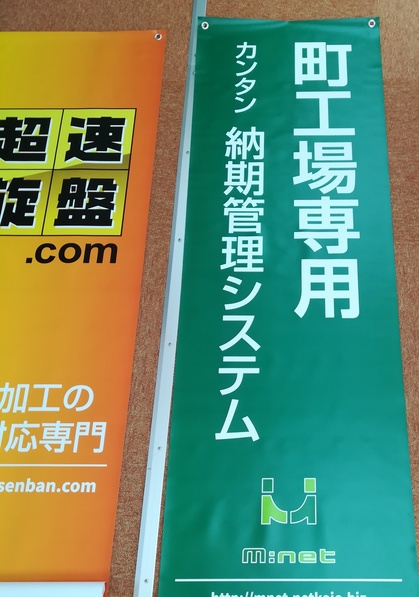 超速
旋盤
.com
加工の
対応専門
senban.com
町工場専用
カンタン 納期管理システム
M:net